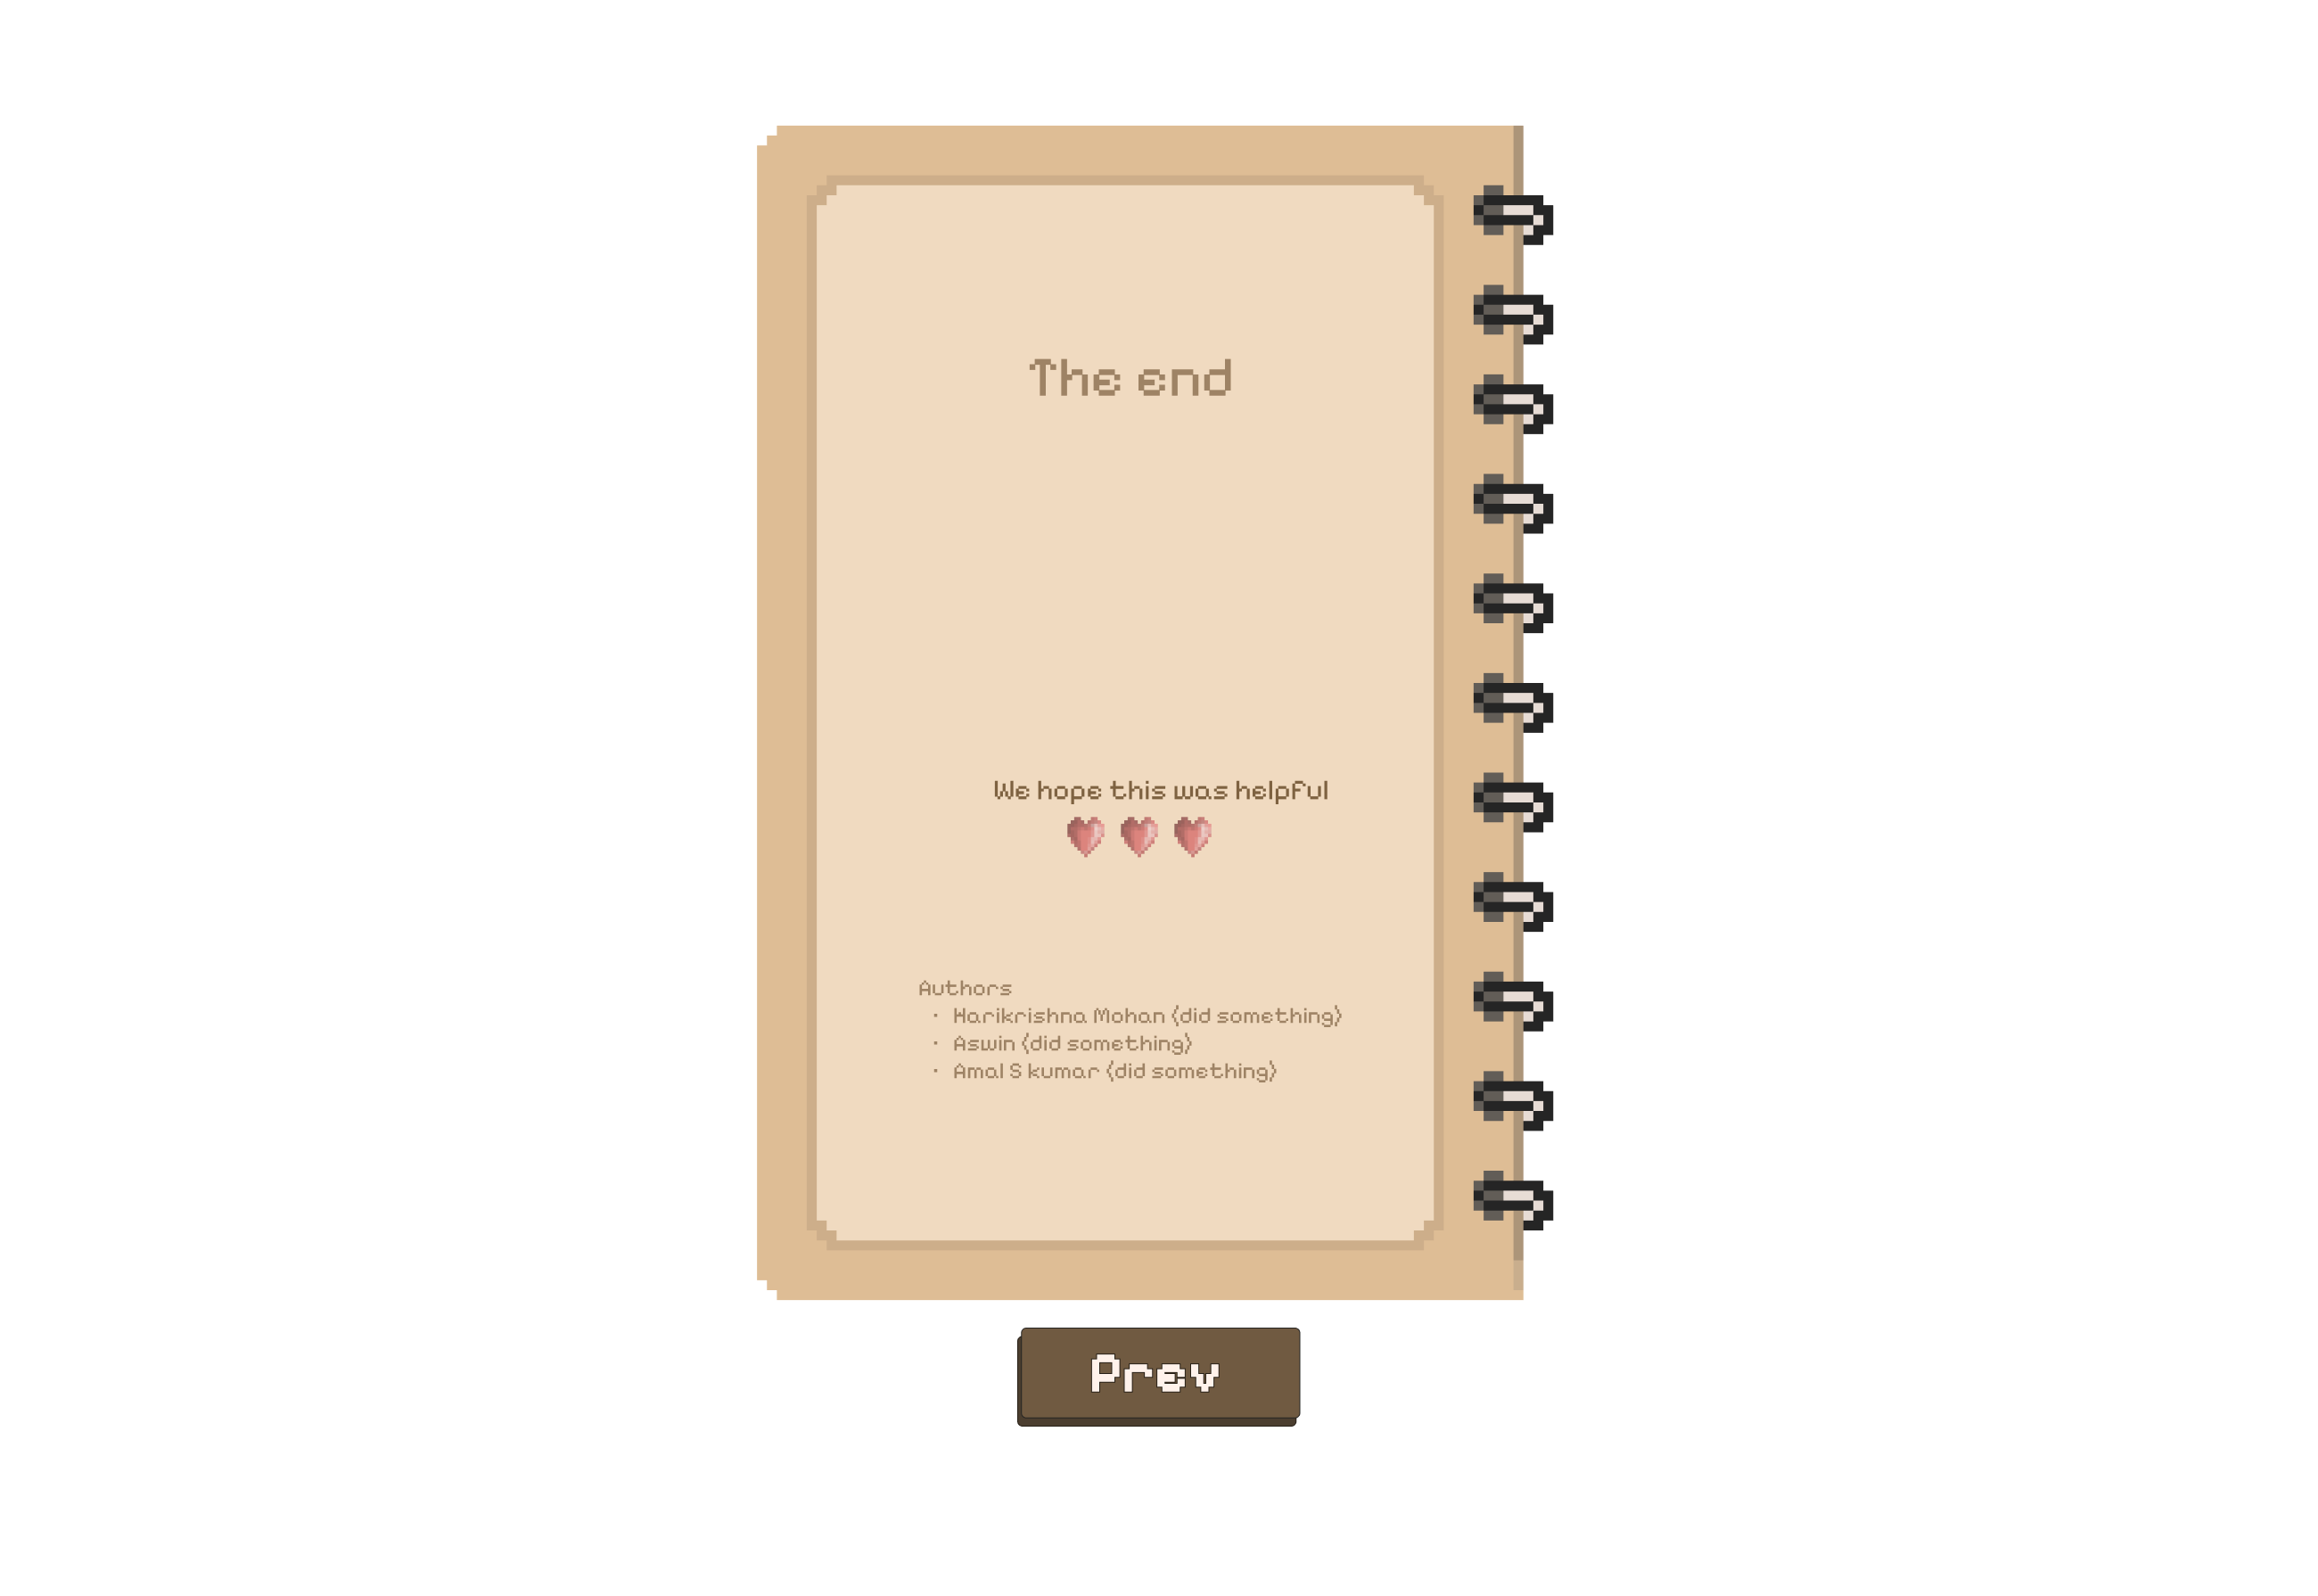 The end
We hope this was helpful
Authors
• Harikrishna Mohan (did something)
• Aswin (did something)
• Amal S kumar (did something)
Prev